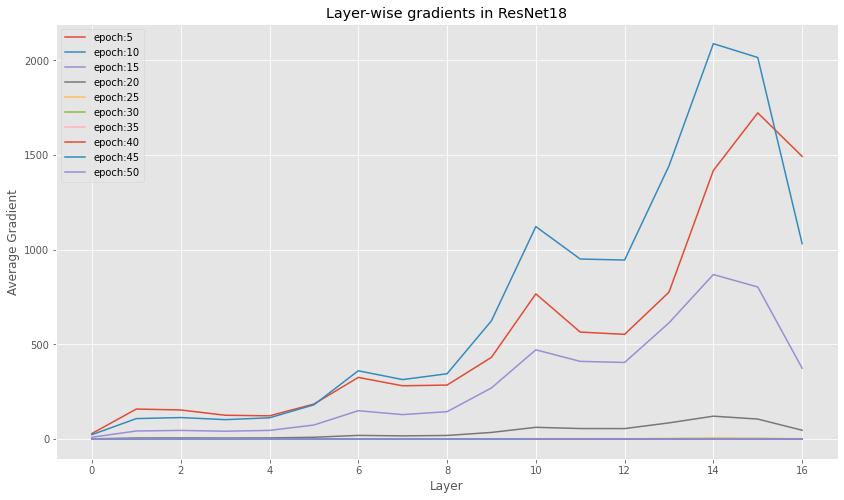 Layer-wise gradients in ResNet18
epoch:5
epoch:10
epoch:15
epoch:20
epoch:25
epoch:30
epoch:35
epoch:40
epoch:45
epoch:50
2000
1500
1000
500
0
Average Gradient
0 2 4 6 8 10 12 14 16
Layer